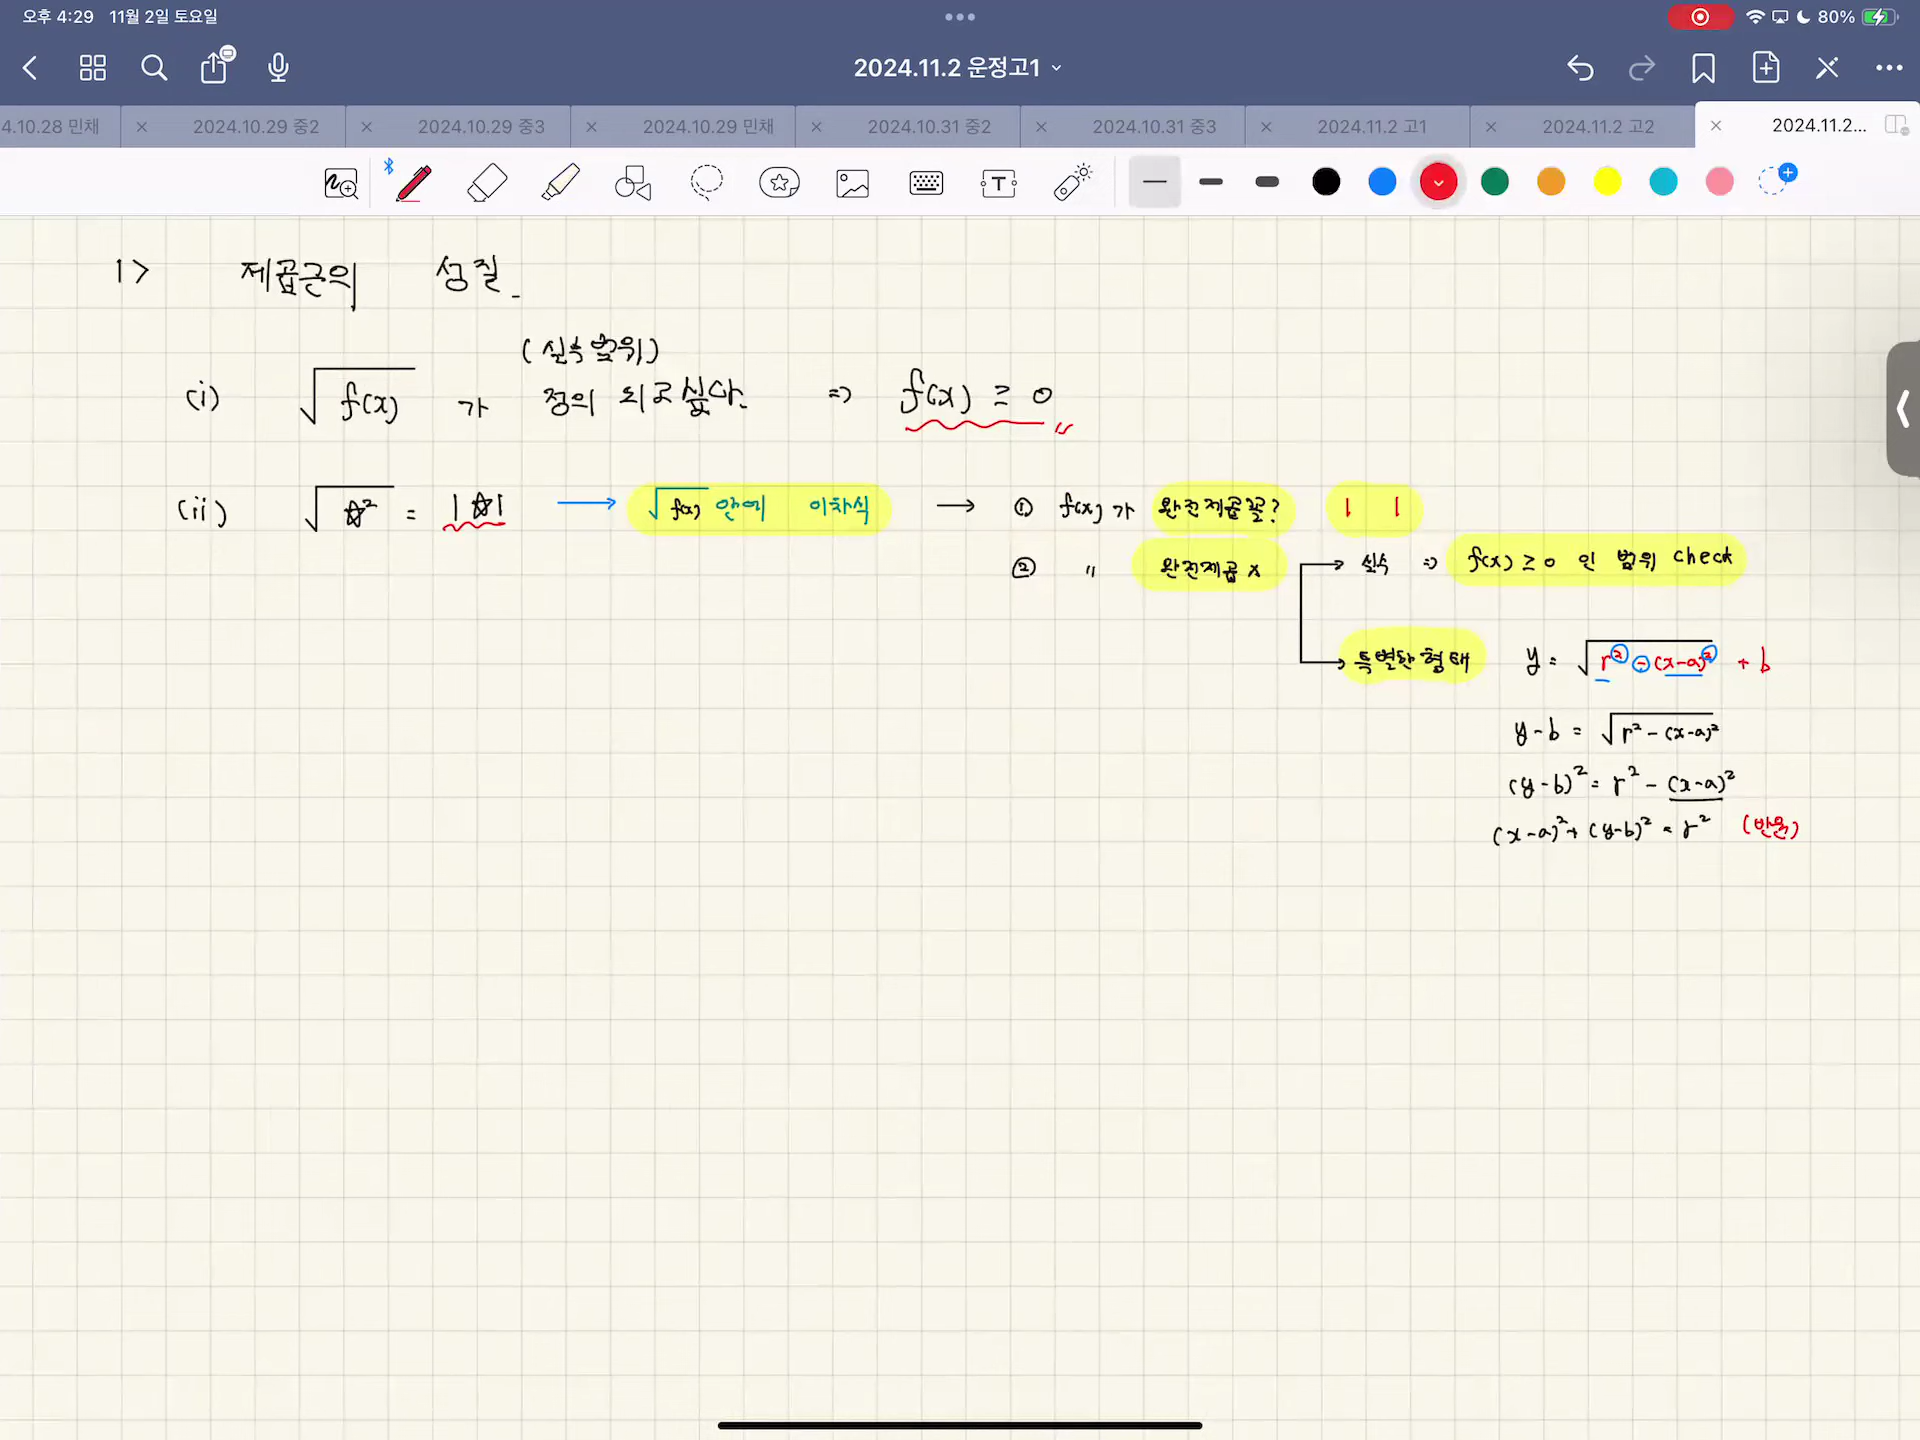 오후 4:29 11월 2일 토요일
80%
2024.11.2 운정고1
4.10.28 민채
2024.10.29 중2
2024.10.29 중3
2024.10.29 민채
2024.10.31 중2
2024.10.31 중3
2024.11.2 고1
2024.11.2 고2
2024.11.2...
1> 제곱근의 성질.
(실수 범위)
(i) √f(x) 가 정의 되고싶다. ⇒ f(x) ≥ 0
(ii) √☆² = |☆| → √f(x) 안에 이차식 → ① f(x) 가 완전제곱꼴? | |
② " 완전제곱 x → 실수 ⇒ f(x) ≥ 0 인 범위 check
→ 특별한 형태 y = √r² - (x-a)² + b
y-b = √r² - (x-a)²
(y-b)² = r² - (x-a)²
(x-a)² + (y-b)² = r² (반원)